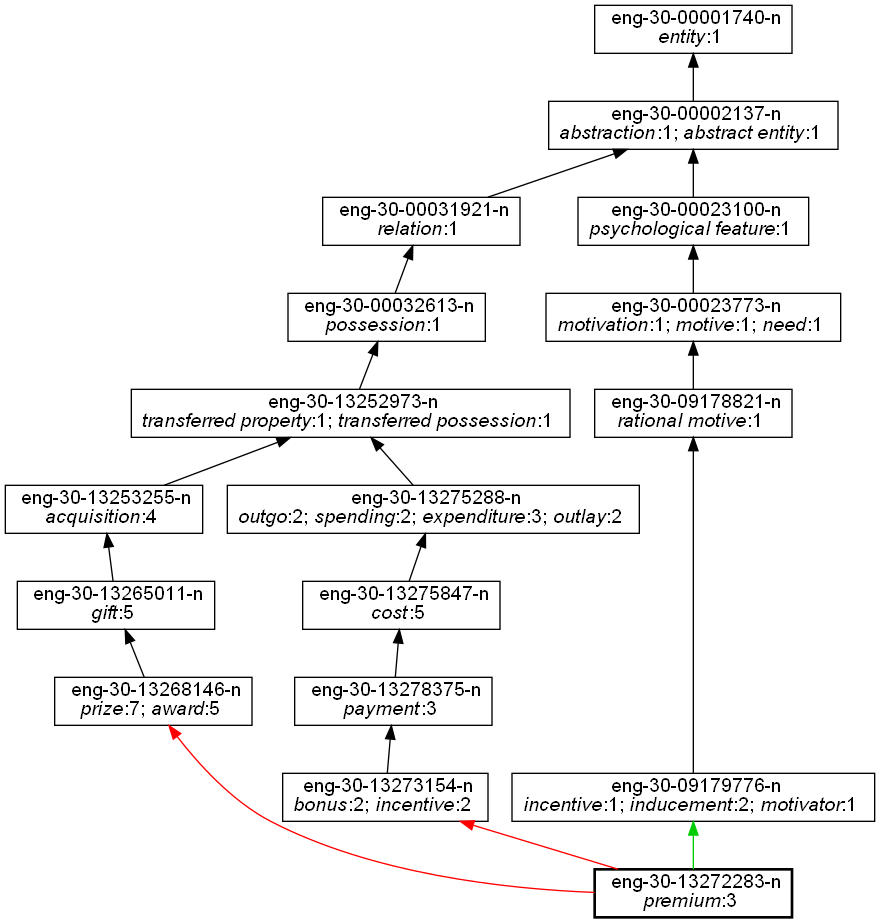 eng-30-00001740-n
entity:1
eng-30-00002137-n
abstraction:1; abstract entity:1
eng-30-00031921-n
relation:1
eng-30-00023100-n
psychological feature:1
eng-30-00032613-n
possession:1
eng-30-00023773-n
motivation:1; motive:1; need:1
eng-30-13252973-n
transferred property:1; transferred possession:1
eng-30-09178821-n
rational motive:1
eng-30-13253255-n
acquisition:4
eng-30-13275288-n
outgo:2; spending:2; expenditure:3; outlay:2
eng-30-13265011-n
gift:5
eng-30-13275847-n
cost:5
eng-30-13268146-n
prize:7; award:5
eng-30-13278375-n
payment:3
eng-30-13273154-n
bonus:2; incentive:2
eng-30-09179776-n
incentive:1; inducement:2; motivator:1
eng-30-13272283-n
premium:3